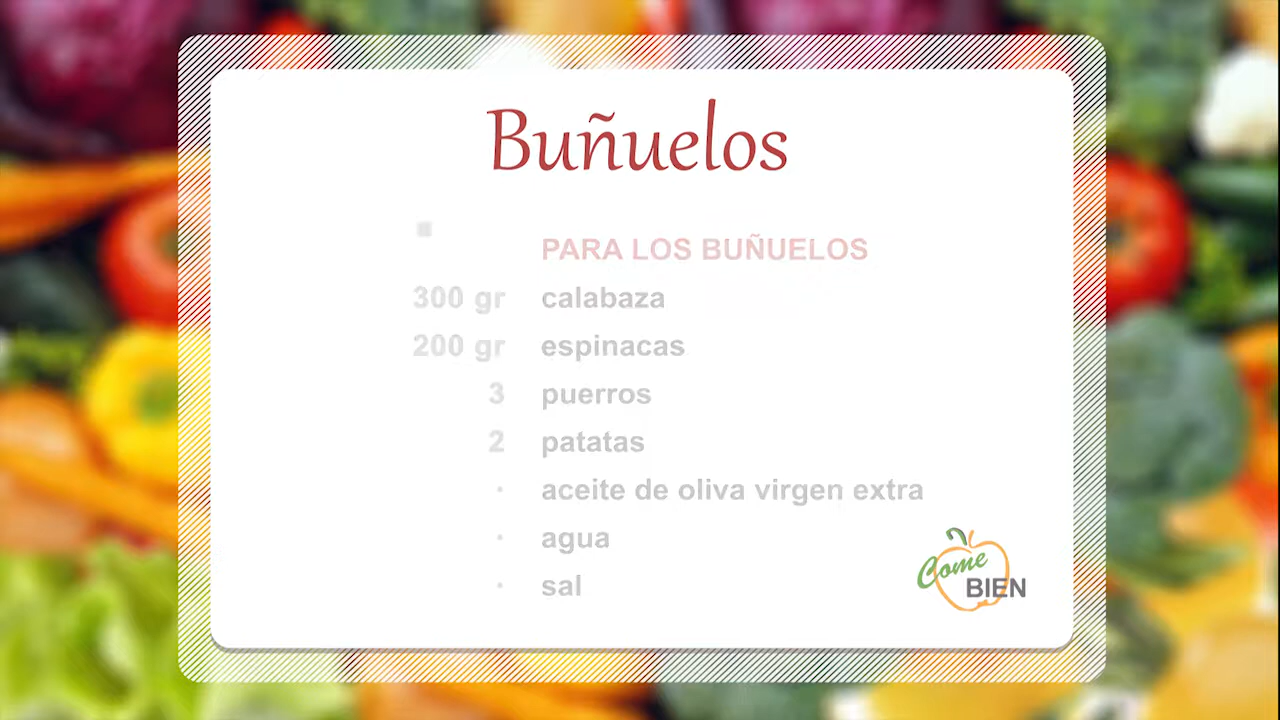 Buñuelos
PARA LOS BUÑUELOS
300 gr calabaza
200 gr espinacas
3 puerros
2 patatas
· aceite de oliva virgen extra
· agua
· sal
Come
BIEN